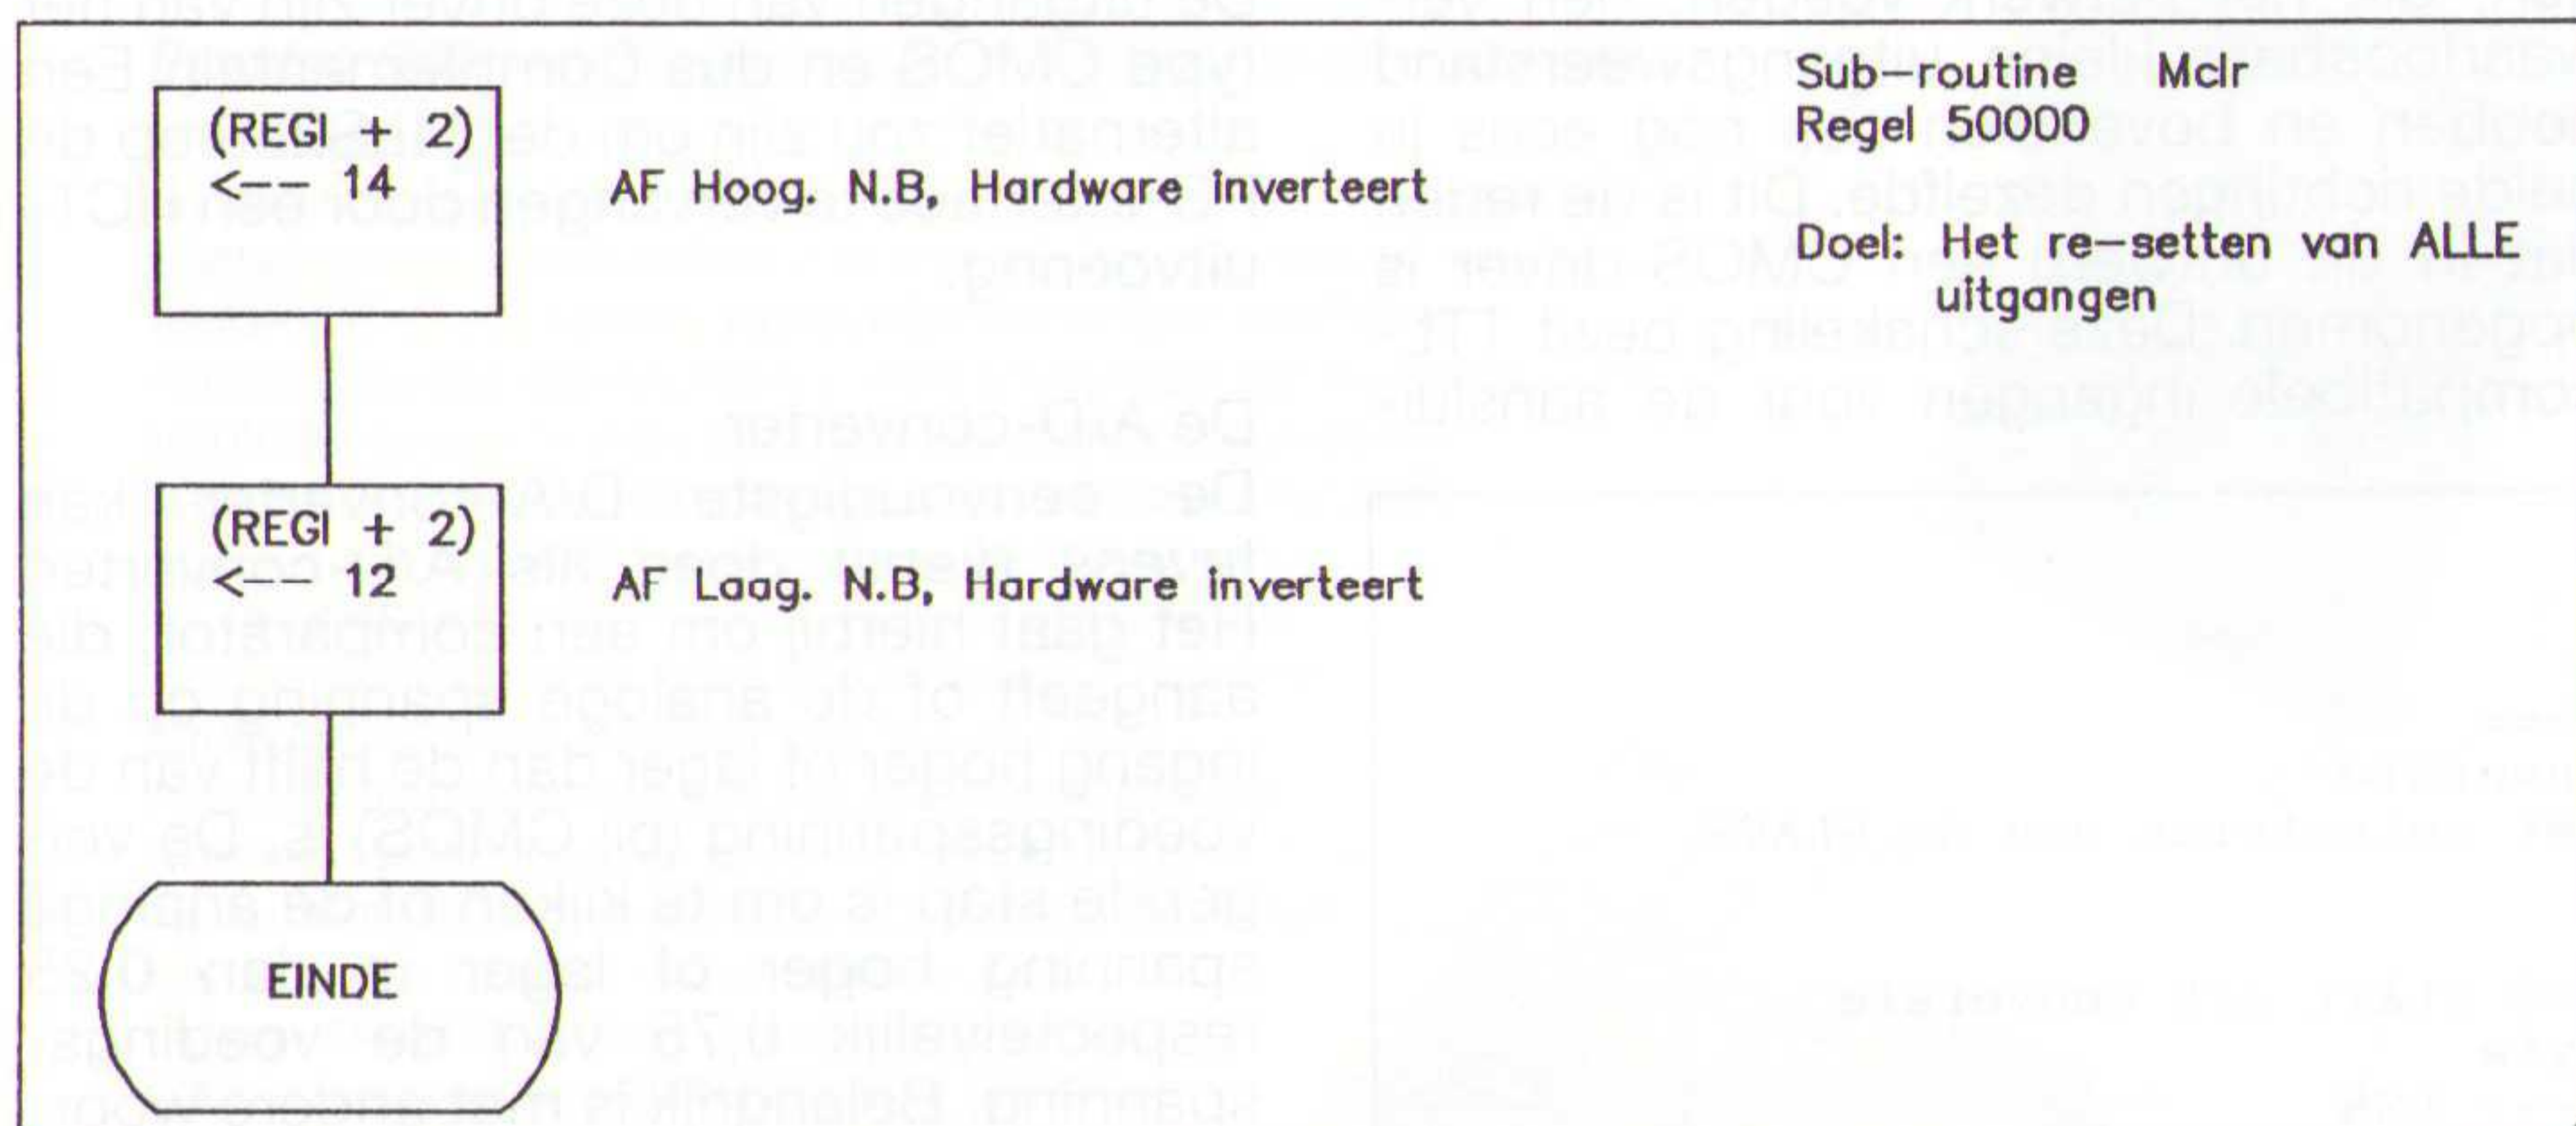 Sub-routine Mclr
Regel 50000
Doel: Het re-setten van ALLE
uitgangen
(REGI + 2)
<-- 14
AF Hoog. N.B, Hardware inverteert
(REGI + 2)
<-- 12
AF Laag. N.B, Hardware inverteert
EINDE